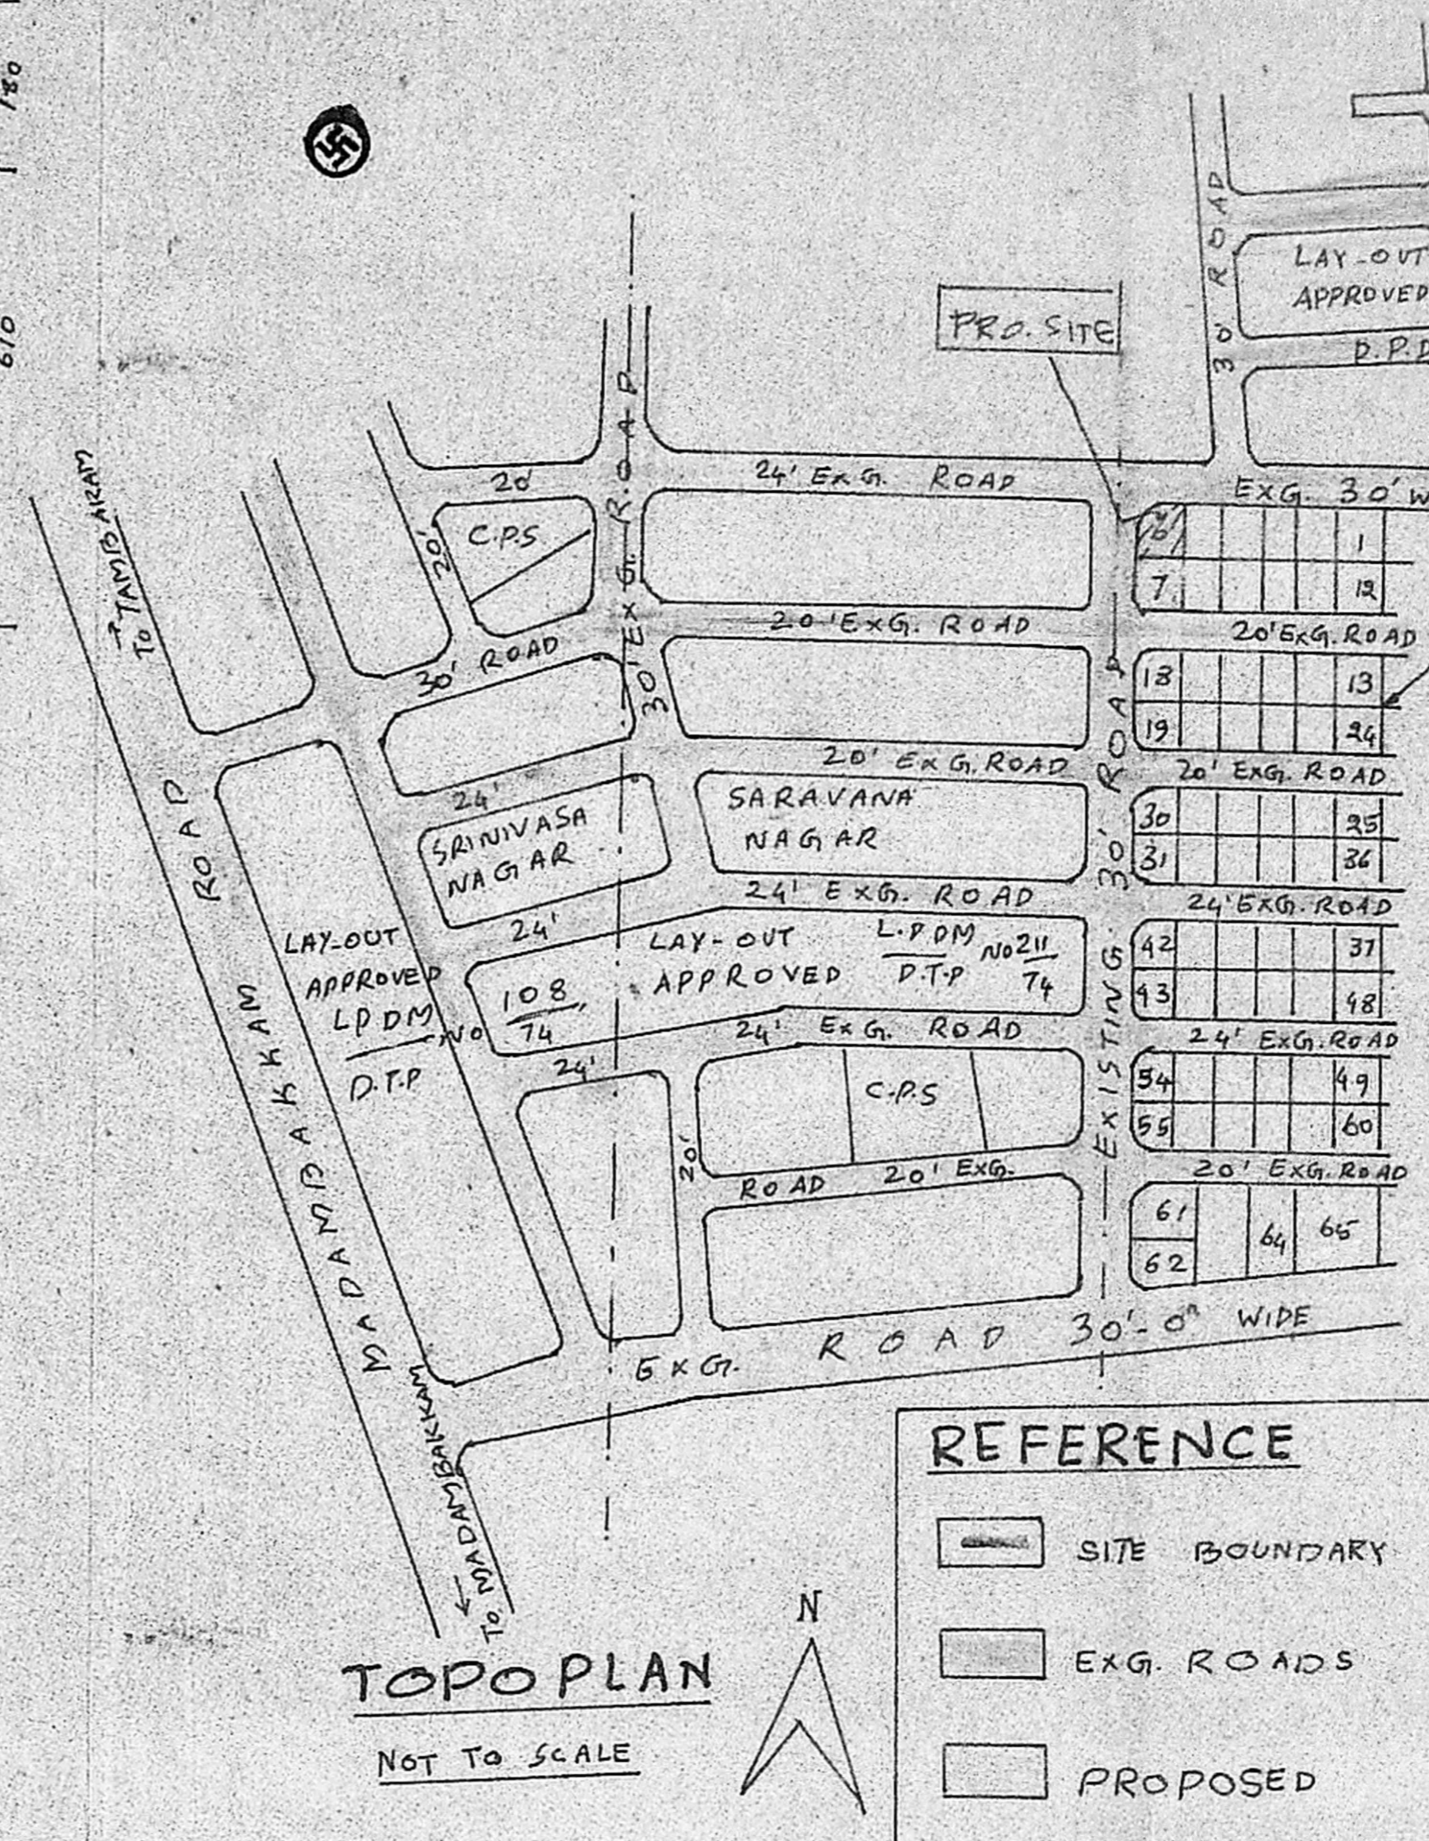 180
610
30' ROAD
LAY-OUT
APPROVED
D.P.D
PRO. SITE
20'
24' EXG. ROAD
EXG. 30' W
C.P.S
20'
30' EXG. ROAD
6
1
7
12
20' EXG. ROAD
20' EXG. ROAD
→ TO TAMBARAM
30' ROAD
18
13
19
24
20' EXG. ROAD
20' EXG. ROAD
24'
SRINIVASA
NAGAR
SARAVANA
NAGAR
EXISTING 30' ROAD
30
25
31
36
24' EXG. ROAD
24' EXG. ROAD
24'
LAY-OUT
APPROVED
LPDM
NO
D.T.P
108
74
LAY-OUT
APPROVED
L.PDM
D.T.P
NO 211
74
42
37
43
48
24' EXG. ROAD
24' EXG. ROAD
24'
C.P.S
54
49
55
60
20'
ROAD 20' EXG.
20' EXG. ROAD
61
62
64
65
MADAMBAKKAM ROAD
EXG. ROAD 30'-0" WIDE
← TO MADAMBAKKAM
REFERENCE
SITE BOUNDARY
EXG. ROADS
PROPOSED
N
TOPO PLAN
NOT TO SCALE